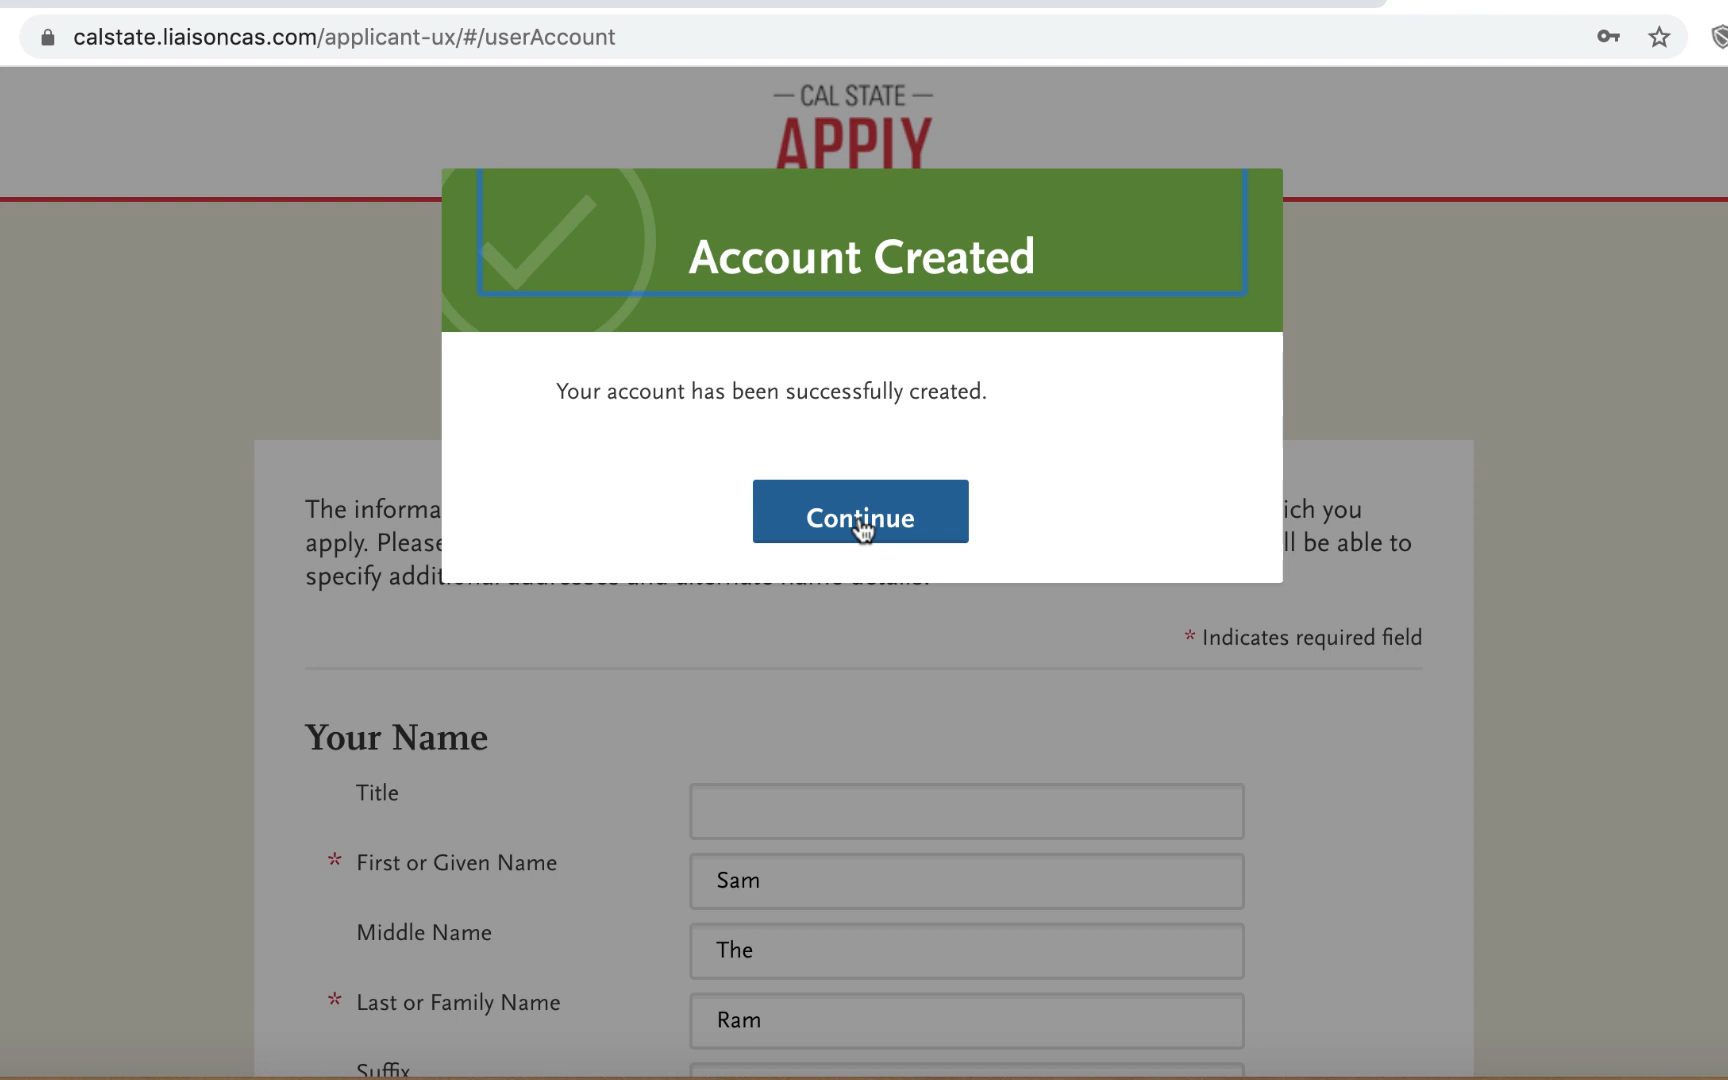 calstate.liaisoncas.com/applicant-ux/#/userAccount
— CAL STATE —
APPLY
Account Created
Your account has been successfully created.
Continue
The informa ich you
apply. Please ll be able to
specify addit
* Indicates required field
Your Name
Title
* First or Given Name Sam
Middle Name The
* Last or Family Name Ram
Suffix